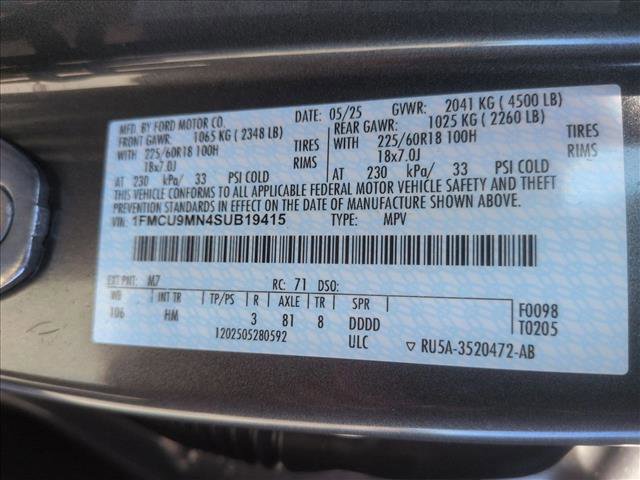 MFD. BY FORD MOTOR CO. DATE: 05/25 GVWR: 2041 KG ( 4500 LB)
FRONT GAWR: 1065 KG ( 2348 LB) REAR GAWR: 1025 KG ( 2260 LB)
WITH 225/60R18 100H TIRES WITH 225/60R18 100H TIRES
18x7.0J RIMS 18x7.0J RIMS
AT 230 kPa/ 33 PSI COLD AT 230 kPa/ 33 PSI COLD
THIS VEHICLE CONFORMS TO ALL APPLICABLE FEDERAL MOTOR VEHICLE SAFETY AND THEFT
PREVENTION STANDARDS IN EFFECT ON THE DATE OF MANUFACTURE SHOWN ABOVE.
VIN: 1FMCU9MN4SUB19415 TYPE: MPV
EXT PNT: M7 RC: 71 DSO:
WB INT TR TP/PS R AXLE TR SPR F0098
106 HM 3 81 8 DDDD T0205
1202505280592 ULC ▽ RU5A-3520472-AB